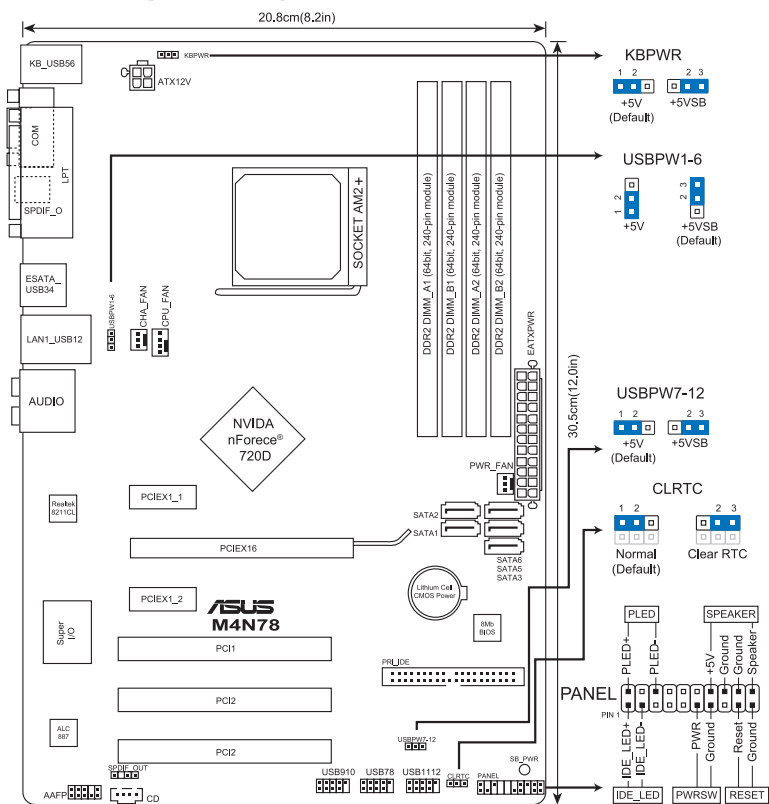 20.8cm(8.2in)
KB_USB56
KBPWR
ATX12V
COM
LPT
SPDIF_O
ESATA_
USB34
LAN1_USB12
AUDIO
USBPW1-6
CHA_FAN
CPU_FAN
SOCKET AM2+
DDR2 DIMM_A1 (64bit, 240-pin module)
DDR2 DIMM_B1 (64bit, 240-pin module)
DDR2 DIMM_A2 (64bit, 240-pin module)
DDR2 DIMM_B2 (64bit, 240-pin module)
EATXPWR
30.5cm(12.0in)
NVIDA
nForece®
720D
PWR_FAN
Realtek
8211CL
PCIEX1_1
SATA2
SATA1
SATA6
SATA5
SATA3
PCIEX16
PCIEX1_2
Lithium Cell
CMOS Power
ASUS
M4N78
Super
I/O
8Mb
BIOS
PCI1
PRI_IDE
PCI2
ALC
887
PCI2
USBPW7-12
SPDIF_OUT
AAFP
CD
USB910
USB78
USB1112
CLRTC
PANEL
SB_PWR
KBPWR
1 2
2 3
+5V
(Default)
+5VSB
USBPW1-6
1
2
2
3
+5V
+5VSB
(Default)
USBPW7-12
1 2
2 3
+5V
(Default)
+5VSB
CLRTC
1 2
2 3
Normal
(Default)
Clear RTC
PLED
SPEAKER
PLED+
PLED-
+5V
Ground
Ground
Speaker
PANEL
PIN 1
IDE_LED+
IDE_LED-
PWR
Ground
Reset
Ground
IDE_LED
PWRSW
RESET